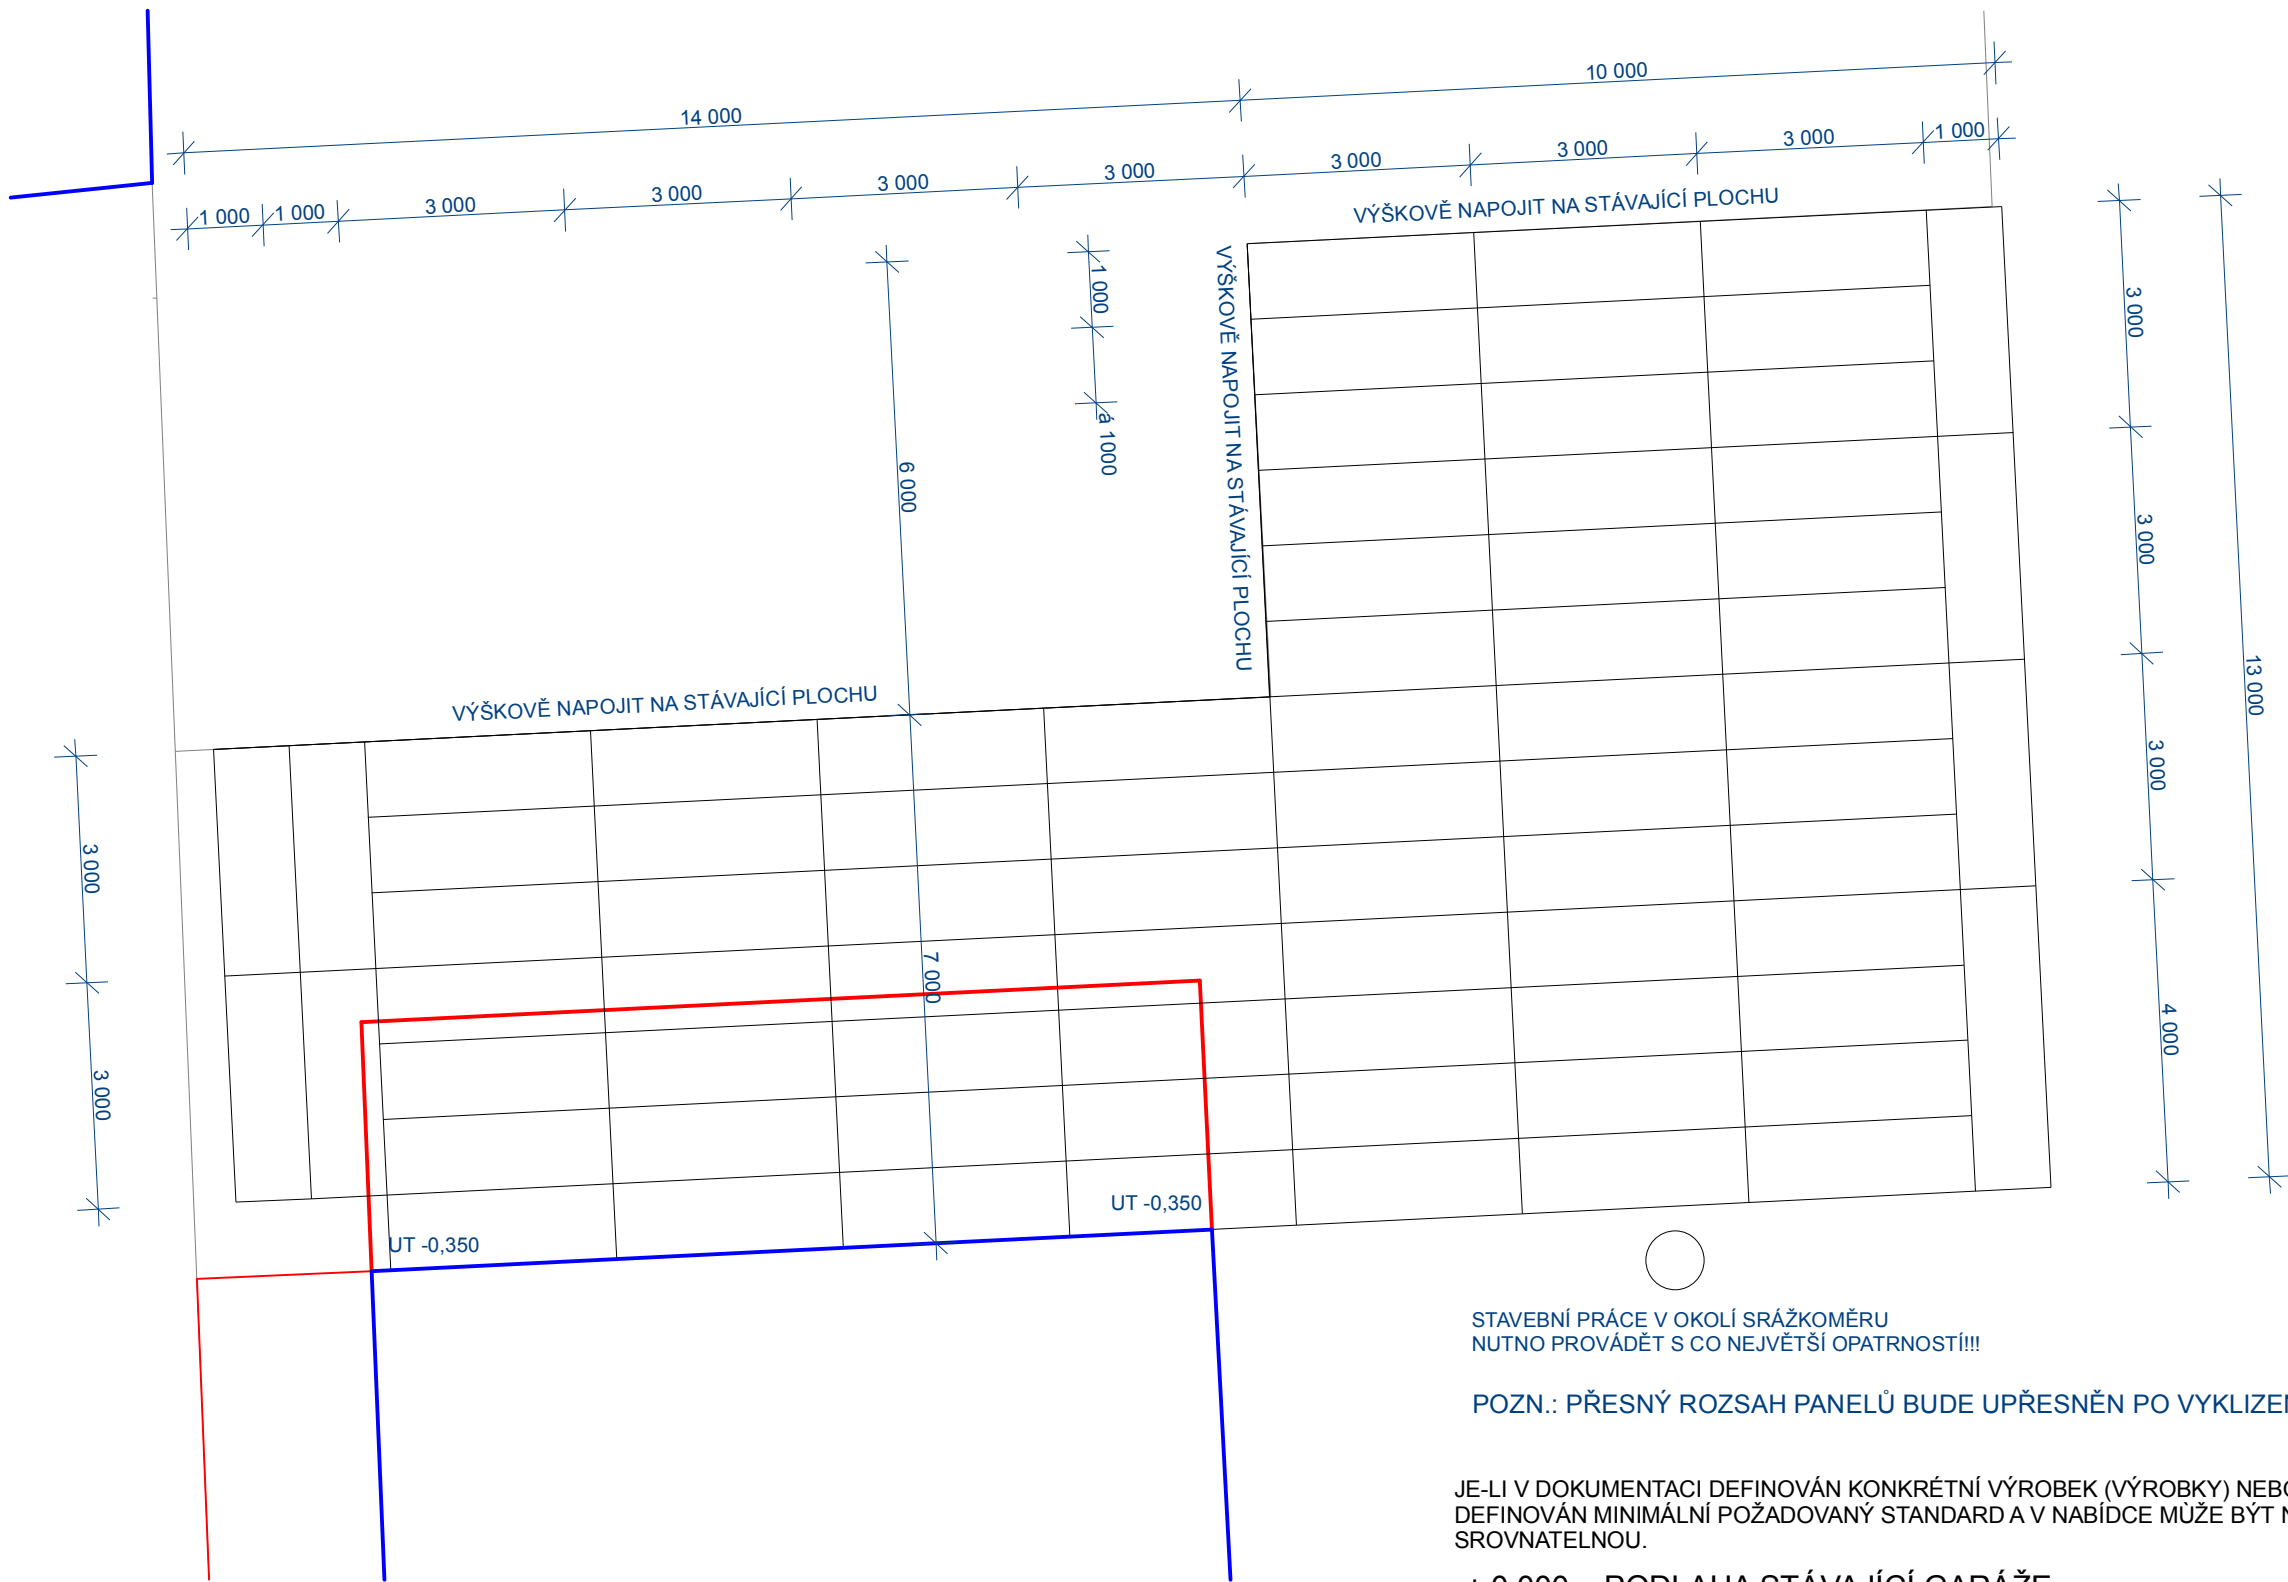 10 000
14 000
1 000
3 000
3 000
3 000
3 000
3 000
3 000
3 000
1 000
1 000
VÝŠKOVĚ NAPOJIT NA STÁVAJÍCÍ PLOCHU
VÝŠKOVĚ NAPOJIT NA STÁVAJÍCÍ PLOCHU
1 000
á 1000
3 000
6 000
3 000
13 000
VÝŠKOVĚ NAPOJIT NA STÁVAJÍCÍ PLOCHU
3 000
3 000
7 000
4 000
3 000
UT -0,350
UT -0,350
STAVEBNÍ PRÁCE V OKOLÍ SRÁŽKOMĚRU
NUTNO PROVÁDĚT S CO NEJVĚTŠÍ OPATRNOSTÍ!!!
POZN.: PŘESNÝ ROZSAH PANELŮ BUDE UPŘESNĚN PO
JE-LI V DOKUMENTACI DEFINOVÁN KONKRÉTNÍ VÝROBEK (VÝROBKY)
DEFINOVÁN MINIMÁLNÍ POŽADOVANÝ STANDARD A V NABÍDCE MŮŽE BÝT
SROVNATELNOU.
PODLAHA STÁVAJÍCÍ GARÁŽE